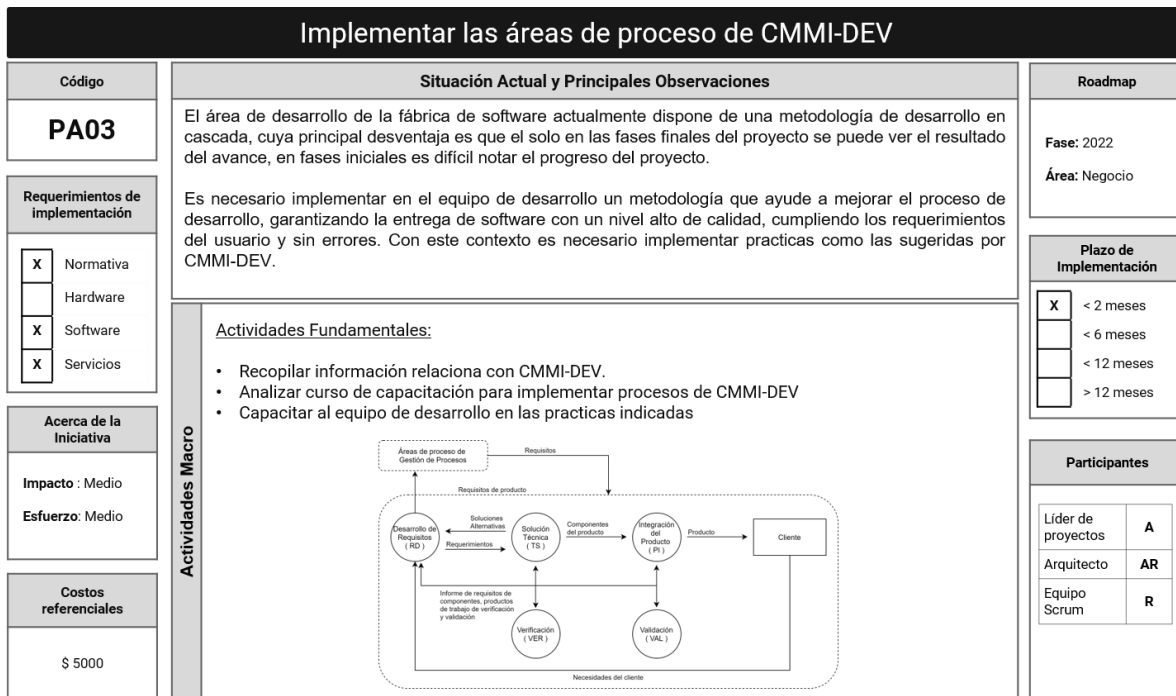 Implementar las áreas de proceso de CMMI-DEV
Código
PA03
Requerimientos de
implementación
X Normativa
Hardware
X Software
X Servicios
Acerca de la
Iniciativa
Impacto : Medio
Esfuerzo: Medio
Costos
referenciales
$ 5000
Situación Actual y Principales Observaciones
El área de desarrollo de la fábrica de software actualmente dispone de una metodología de desarrollo en
cascada, cuya principal desventaja es que el solo en las fases finales del proyecto se puede ver el resultado
del avance, en fases iniciales es difícil notar el progreso del proyecto.
Es necesario implementar en el equipo de desarrollo un metodología que ayude a mejorar el proceso de
desarrollo, garantizando la entrega de software con un nivel alto de calidad, cumpliendo los requerimientos
del usuario y sin errores. Con este contexto es necesario implementar practicas como las sugeridas por
CMMI-DEV.
Actividades Macro
Actividades Fundamentales:
• Recopilar información relaciona con CMMI-DEV.
• Analizar curso de capacitación para implementar procesos de CMMI-DEV
• Capacitar al equipo de desarrollo en las practicas indicadas
Áreas de proceso de
Gestión de Procesos
Requisitos
Requisitos de producto
Desarrollo de
Requisitos
( RD )
Soluciones
Alternativas
Requerimientos
Solución
Técnica
( TS )
Componentes
del producto
Integración
del
Producto
( PI )
Producto
Cliente
Informe de requisitos de
componentes, productos
de trabajo de verificación
y validación
Verificación
( VER )
Validación
( VAL )
Necesidades del cliente
Roadmap
Fase: 2022
Área: Negocio
Plazo de
Implementación
X < 2 meses
< 6 meses
< 12 meses
> 12 meses
Participantes
Líder de
proyectos A
Arquitecto AR
Equipo
Scrum R